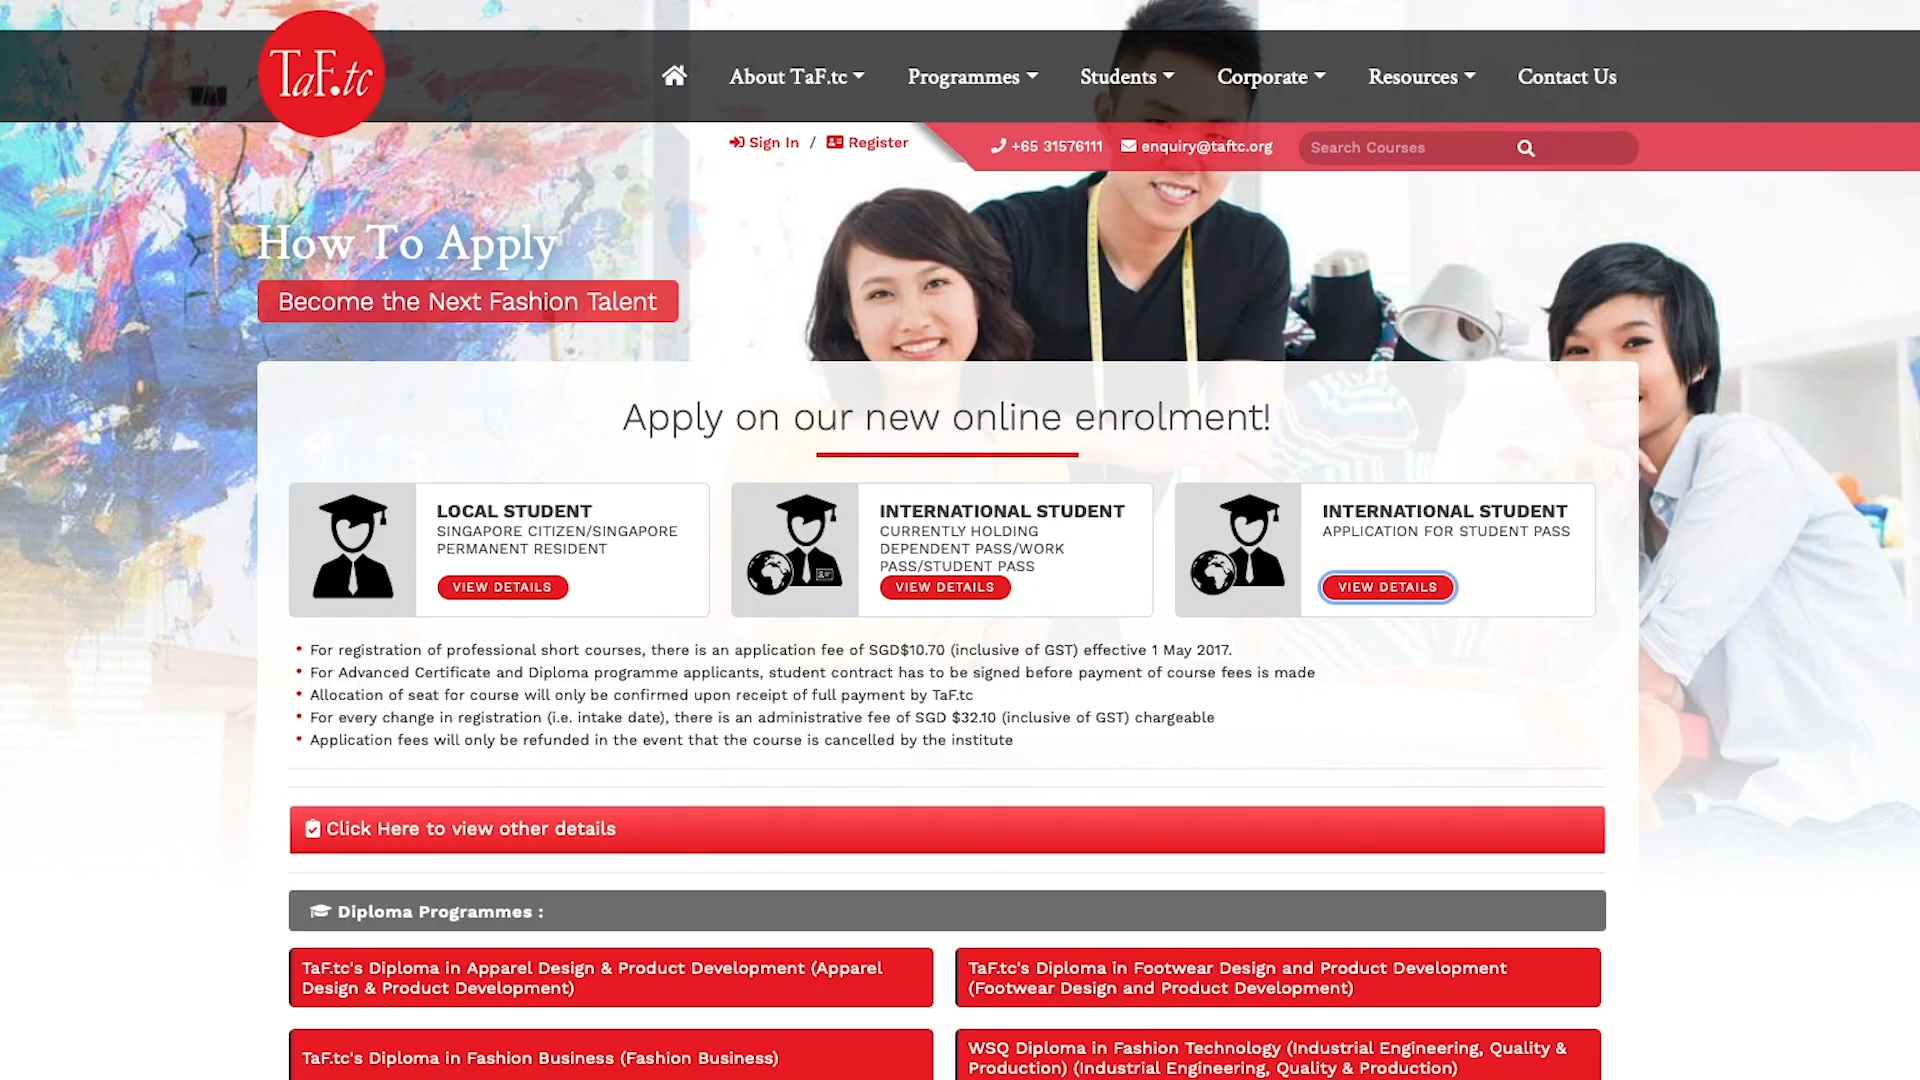 TaF.tc
About TaF.tc
Programmes
Students
Corporate
Resources
Contact Us
Sign In / Register
+65 31576111
enquiry@taftc.org
Search Courses
How To Apply
Become the Next Fashion Talent
Apply on our new online enrolment!
LOCAL STUDENT
SINGAPORE CITIZEN/SINGAPORE
PERMANENT RESIDENT
VIEW DETAILS
INTERNATIONAL STUDENT
CURRENTLY HOLDING
DEPENDENT PASS/WORK
PASS/STUDENT PASS
VIEW DETAILS
INTERNATIONAL STUDENT
APPLICATION FOR STUDENT PASS
VIEW DETAILS
For registration of professional short courses, there is an application fee of SGD$10.70 (inclusive of GST) effective 1 May 2017.
For Advanced Certificate and Diploma programme applicants, student contract has to be signed before payment of course fees is made
Allocation of seat for course will only be confirmed upon receipt of full payment by TaF.tc
For every change in registration (i.e. intake date), there is an administrative fee of SGD $32.10 (inclusive of GST) chargeable
Application fees will only be refunded in the event that the course is cancelled by the institute
Click Here to view other details
Diploma Programmes :
TaF.tc's Diploma in Apparel Design & Product Development (Apparel
Design & Product Development)
TaF.tc's Diploma in Footwear Design and Product Development
(Footwear Design and Product Development)
TaF.tc's Diploma in Fashion Business (Fashion Business)
WSQ Diploma in Fashion Technology (Industrial Engineering, Quality &
Production) (Industrial Engineering, Quality & Production)